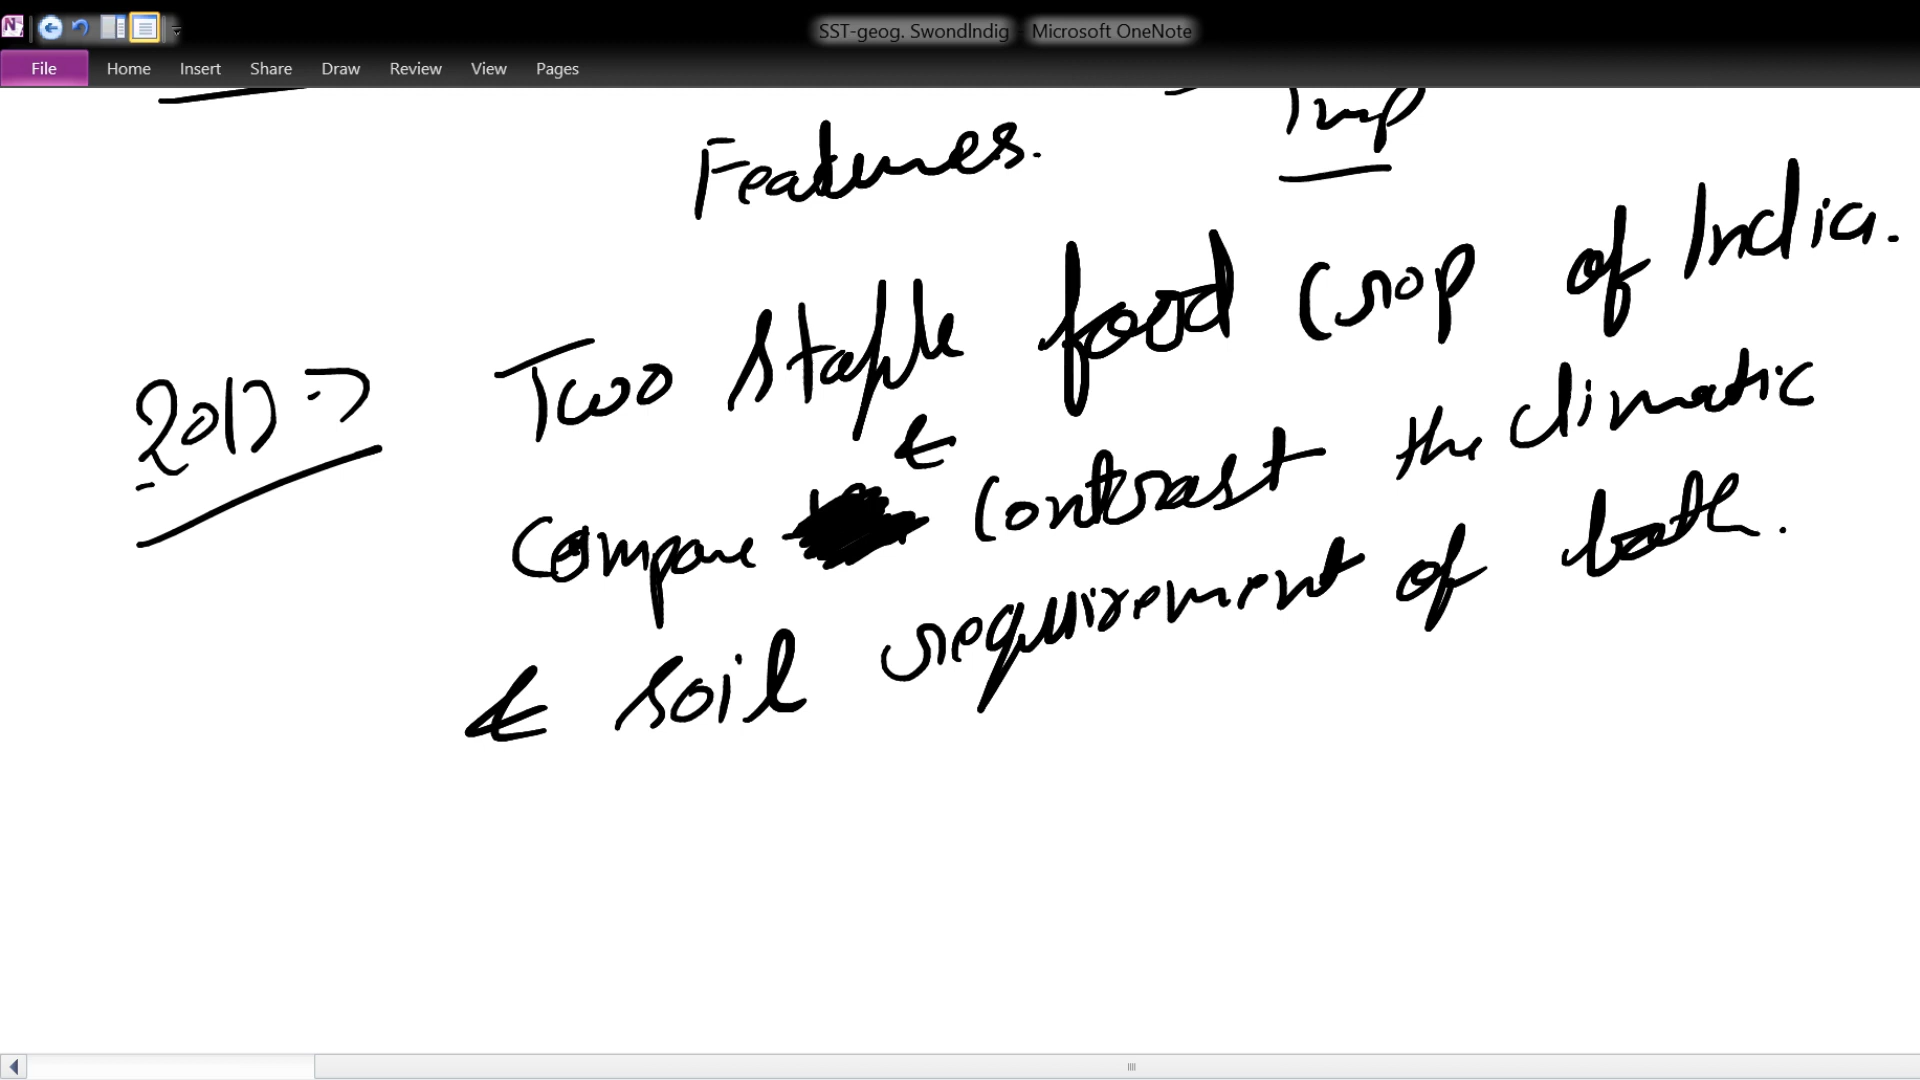 SST-geog. SwondIndig - Microsoft OneNote
File Home Insert Share Draw Review View Pages
Features. Imp
Two staple food crop of India.
Compare & contrast the climatic
& soil requirement of both.